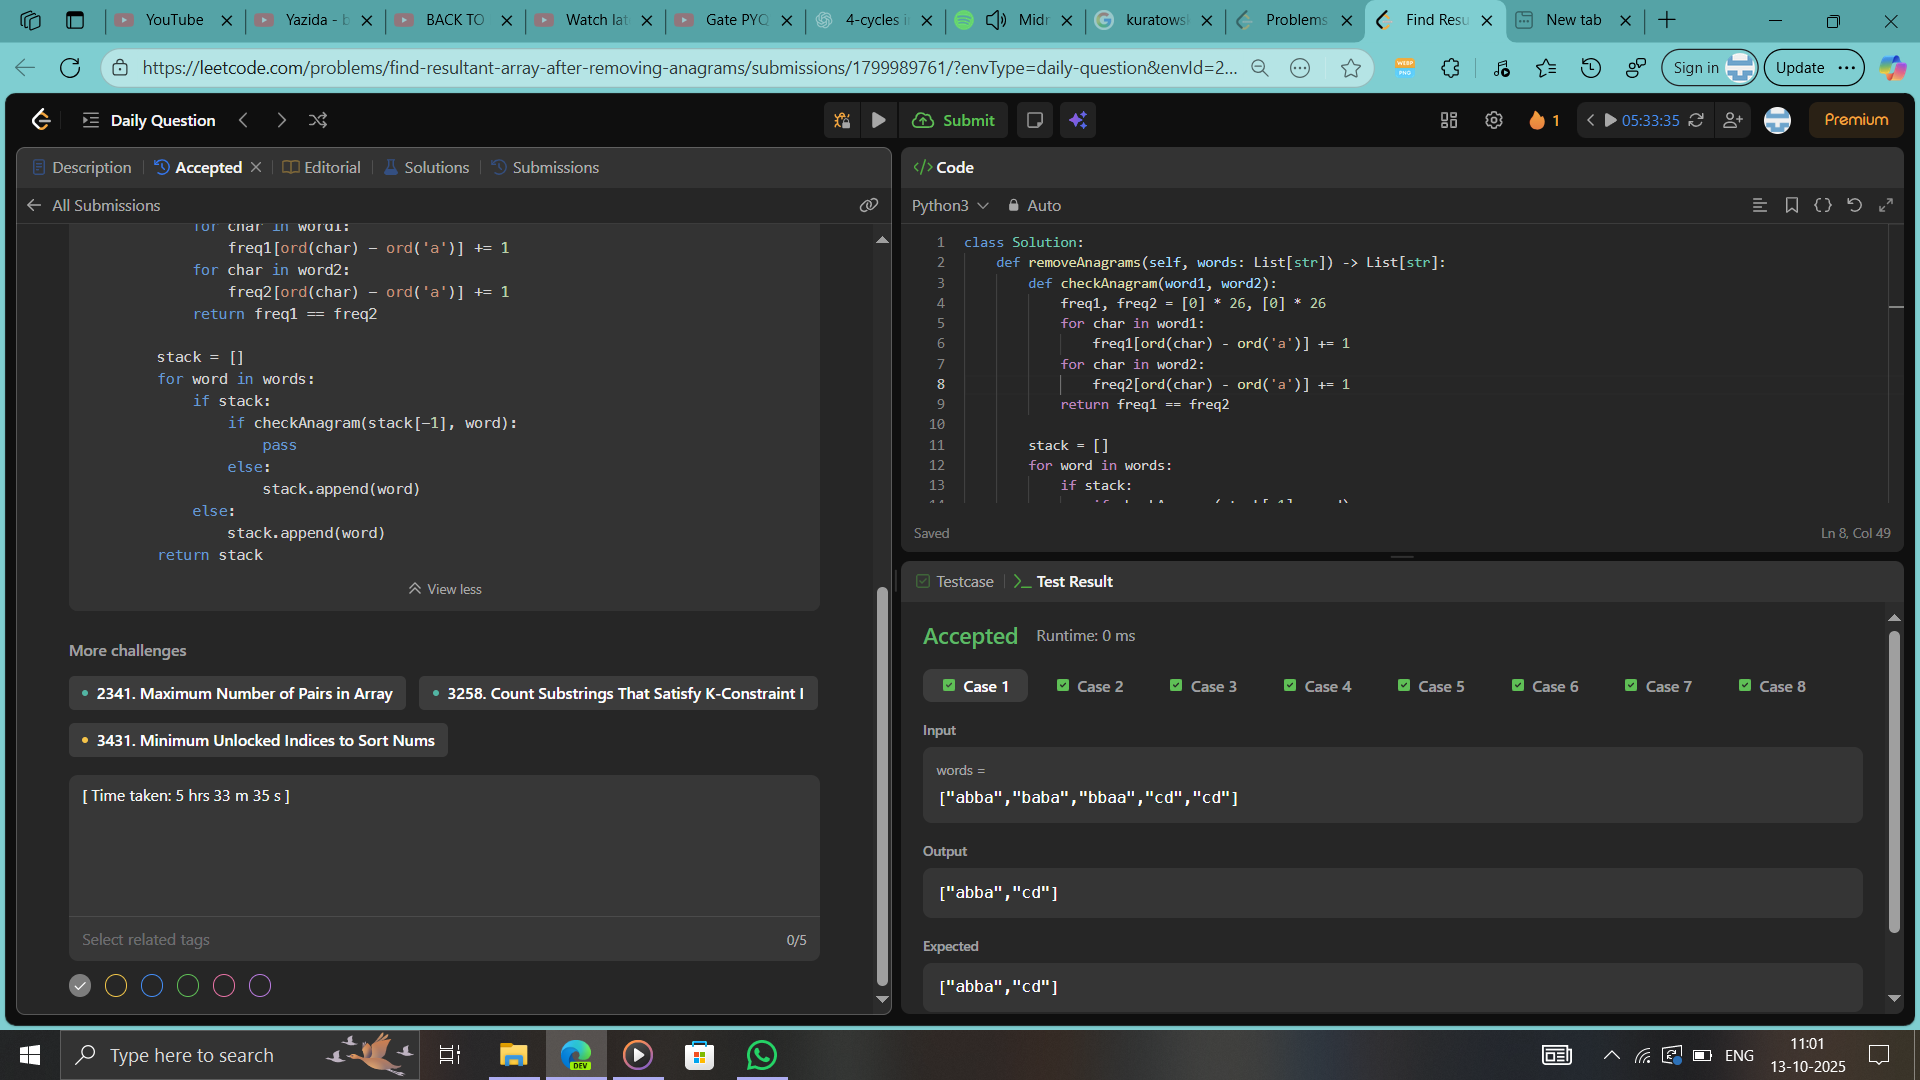 YouTube
Yazida - b
BACK TO
Watch lat
Gate PYQ
4-cycles i
Midr
kuratowsk
Problems
Find Resu
New tab
https://leetcode.com/problems/find-resultant-array-after-removing-anagrams/submissions/1799989761/?envType=daily-question&envId=2...
Sign in
Update
Daily Question
Submit
1
05:33:35
Premium
Description
Accepted
Editorial
Solutions
Submissions
All Submissions
for char in word1:
freq1[ord(char) - ord('a')] += 1
for char in word2:
freq2[ord(char) - ord('a')] += 1
return freq1 == freq2
stack = []
for word in words:
if stack:
if checkAnagram(stack[-1], word):
pass
else:
stack.append(word)
else:
stack.append(word)
return stack
View less
More challenges
2341. Maximum Number of Pairs in Array
3258. Count Substrings That Satisfy K-Constraint I
3431. Minimum Unlocked Indices to Sort Nums
[ Time taken: 5 hrs 33 m 35 s ]
Select related tags
0/5
</> Code
Python3
Auto
1 class Solution:
2 def removeAnagrams(self, words: List[str]) -> List[str]:
3 def checkAnagram(word1, word2):
4 freq1, freq2 = [0] * 26, [0] * 26
5 for char in word1:
6 freq1[ord(char) - ord('a')] += 1
7 for char in word2:
8 freq2[ord(char) - ord('a')] += 1
9 return freq1 == freq2
10
11 stack = []
12 for word in words:
13 if stack:
Saved
Ln 8, Col 49
Testcase
Test Result
Accepted
Runtime: 0 ms
Case 1
Case 2
Case 3
Case 4
Case 5
Case 6
Case 7
Case 8
Input
words =
["abba","baba","bbaa","cd","cd"]
Output
["abba","cd"]
Expected
["abba","cd"]
Type here to search
DEV
ENG
11:01
13-10-2025